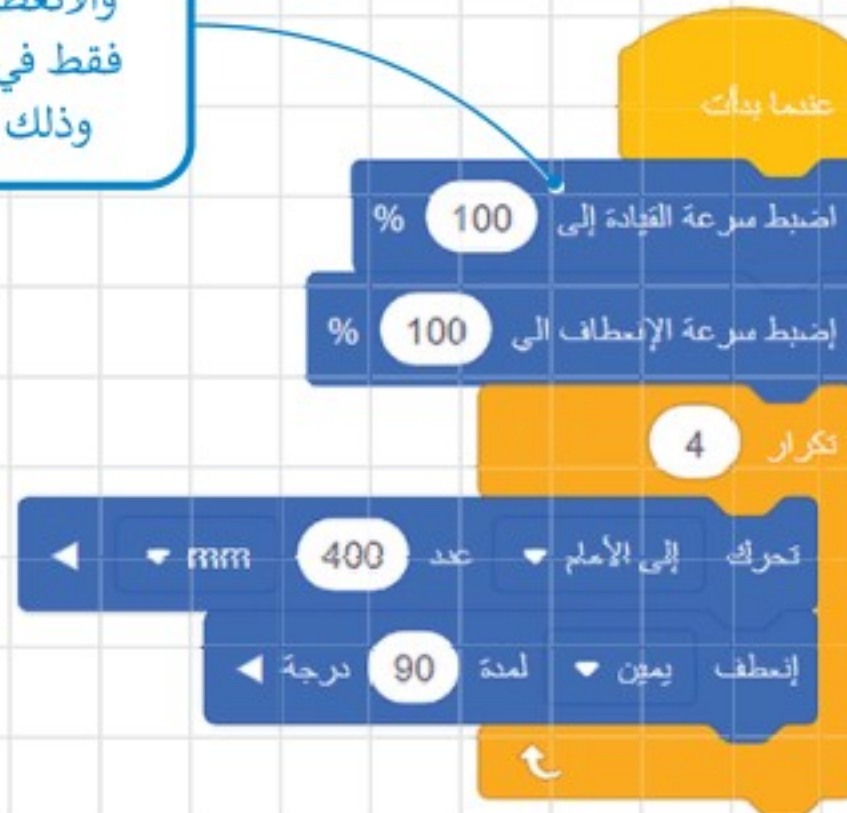 فقط في
وذلك
عندما بدأت
اضبط سرعة القيادة إلى 100 %
إضبط سرعة الإنعطاف الى 100 %
تكرار 4
تحرك إلى الأمام عدد 400 mm
إنعطف يمين لمدة 90 درجة